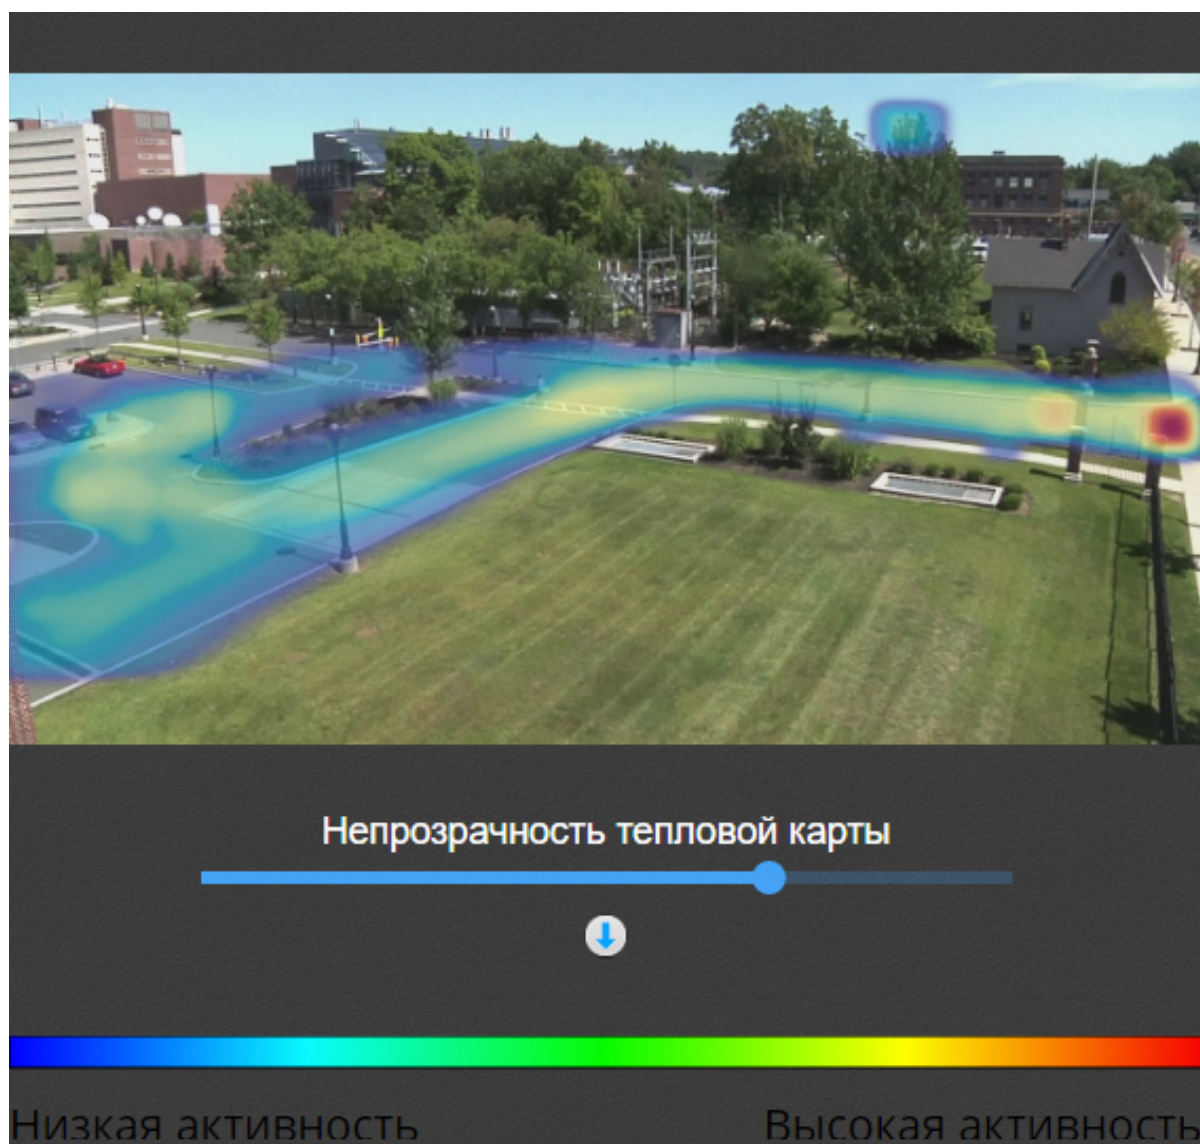 Непрозрачность тепловой карты
Низкая активность
Высокая активность